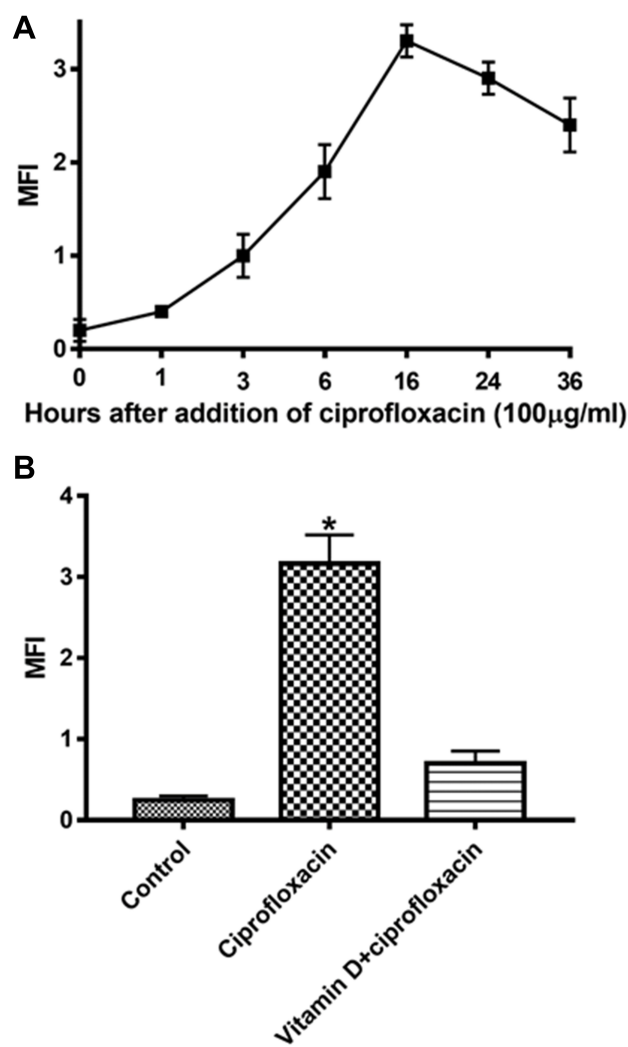 A
MFI
3
2
1
0
0 1 3 6 16 24 36
Hours after addition of ciprofloxacin (100μg/ml)
B
MFI
4
3
2
1
0
*
Control
Ciprofloxacin
Vitamin D+ciprofloxacin